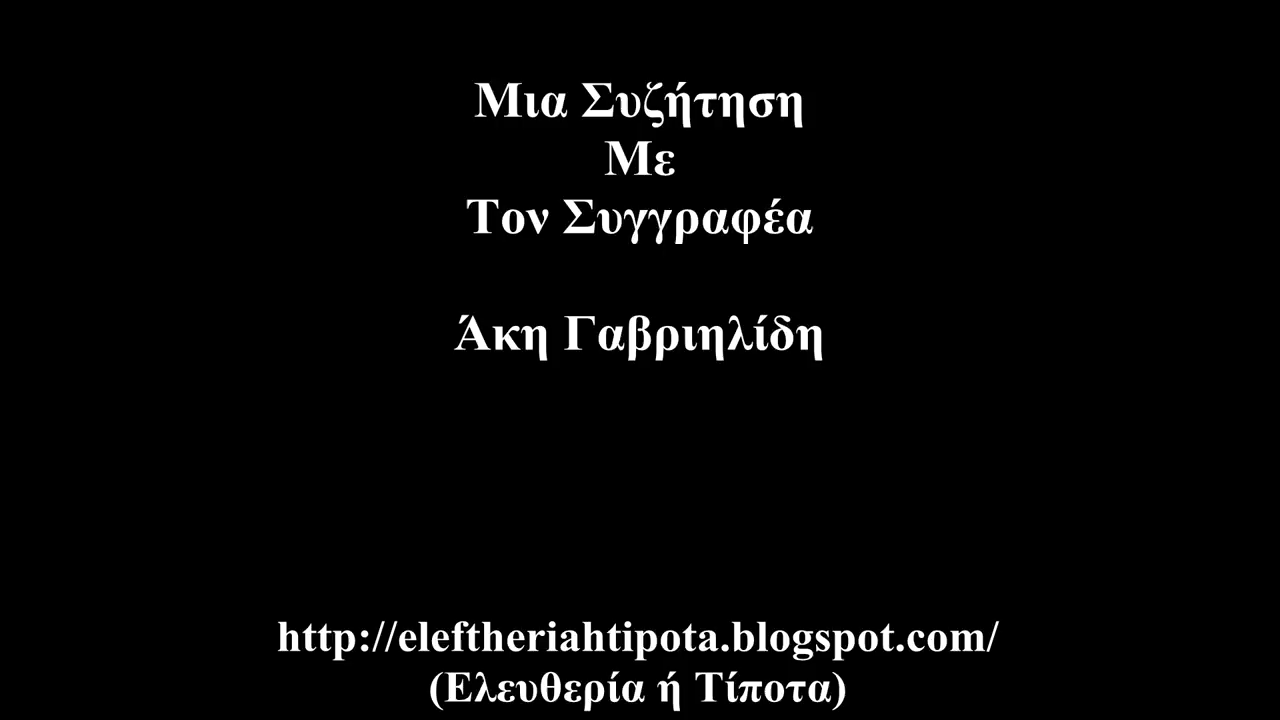 Μια Συζήτηση
Με
Τον Συγγραφέα
Άκη Γαβριηλίδη
http://eleftheriahtipota.blogspot.com/
(Ελευθερία ή Τίποτα)